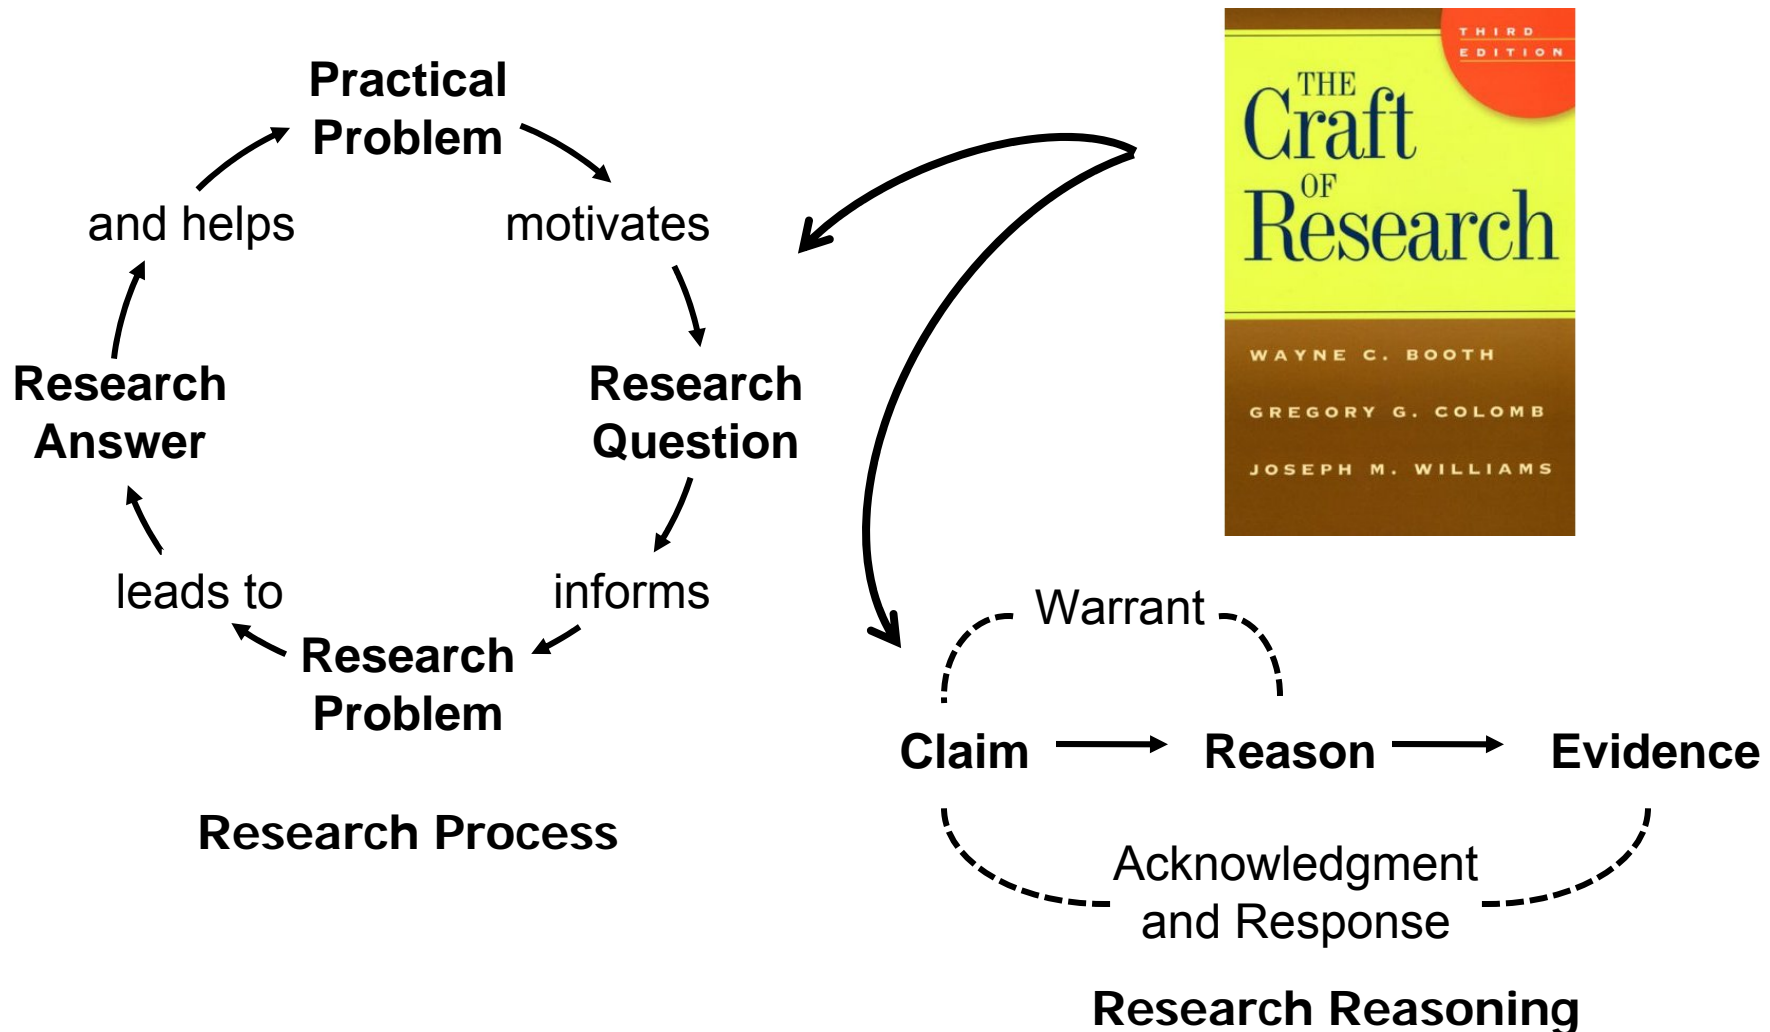 Practical
Problem
motivates
Research
Question
informs
Research
Problem
leads to
Research
Answer
and helps
Research Process
THIRD
EDITION
THE
Craft
OF
Research
WAYNE C. BOOTH
GREGORY G. COLOMB
JOSEPH M. WILLIAMS
Warrant
Claim
Reason
Evidence
Acknowledgment
and Response
Research Reasoning